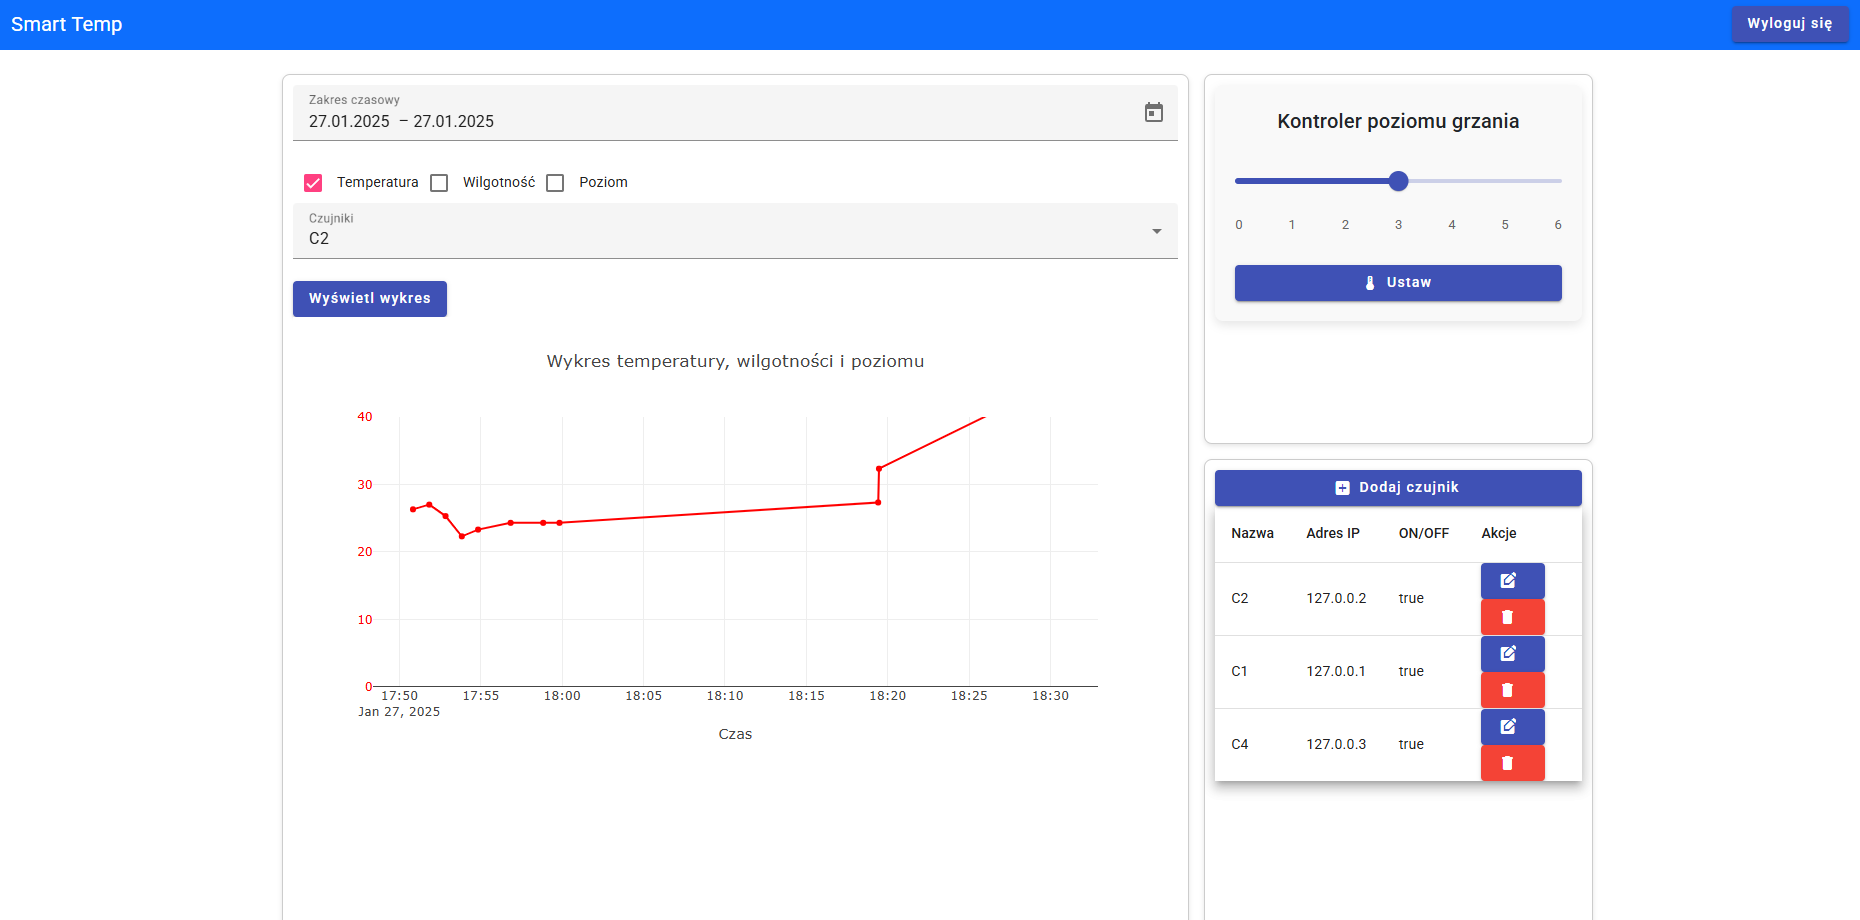 Smart Temp
Wyloguj się
Zakres czasowy
27.01.2025 – 27.01.2025
Temperatura Wilgotność Poziom
Czujniki
C2
Wyświetl wykres
Wykres temperatury, wilgotności i poziomu
40
30
20
10
0
17:50 17:55 18:00 18:05 18:10 18:15 18:20 18:25 18:30
Jan 27, 2025
Czas
Kontroler poziomu grzania
0 1 2 3 4 5 6
Ustaw
Dodaj czujnik
Nazwa Adres IP ON/OFF Akcje
C2 127.0.0.2 true
C1 127.0.0.1 true
C4 127.0.0.3 true